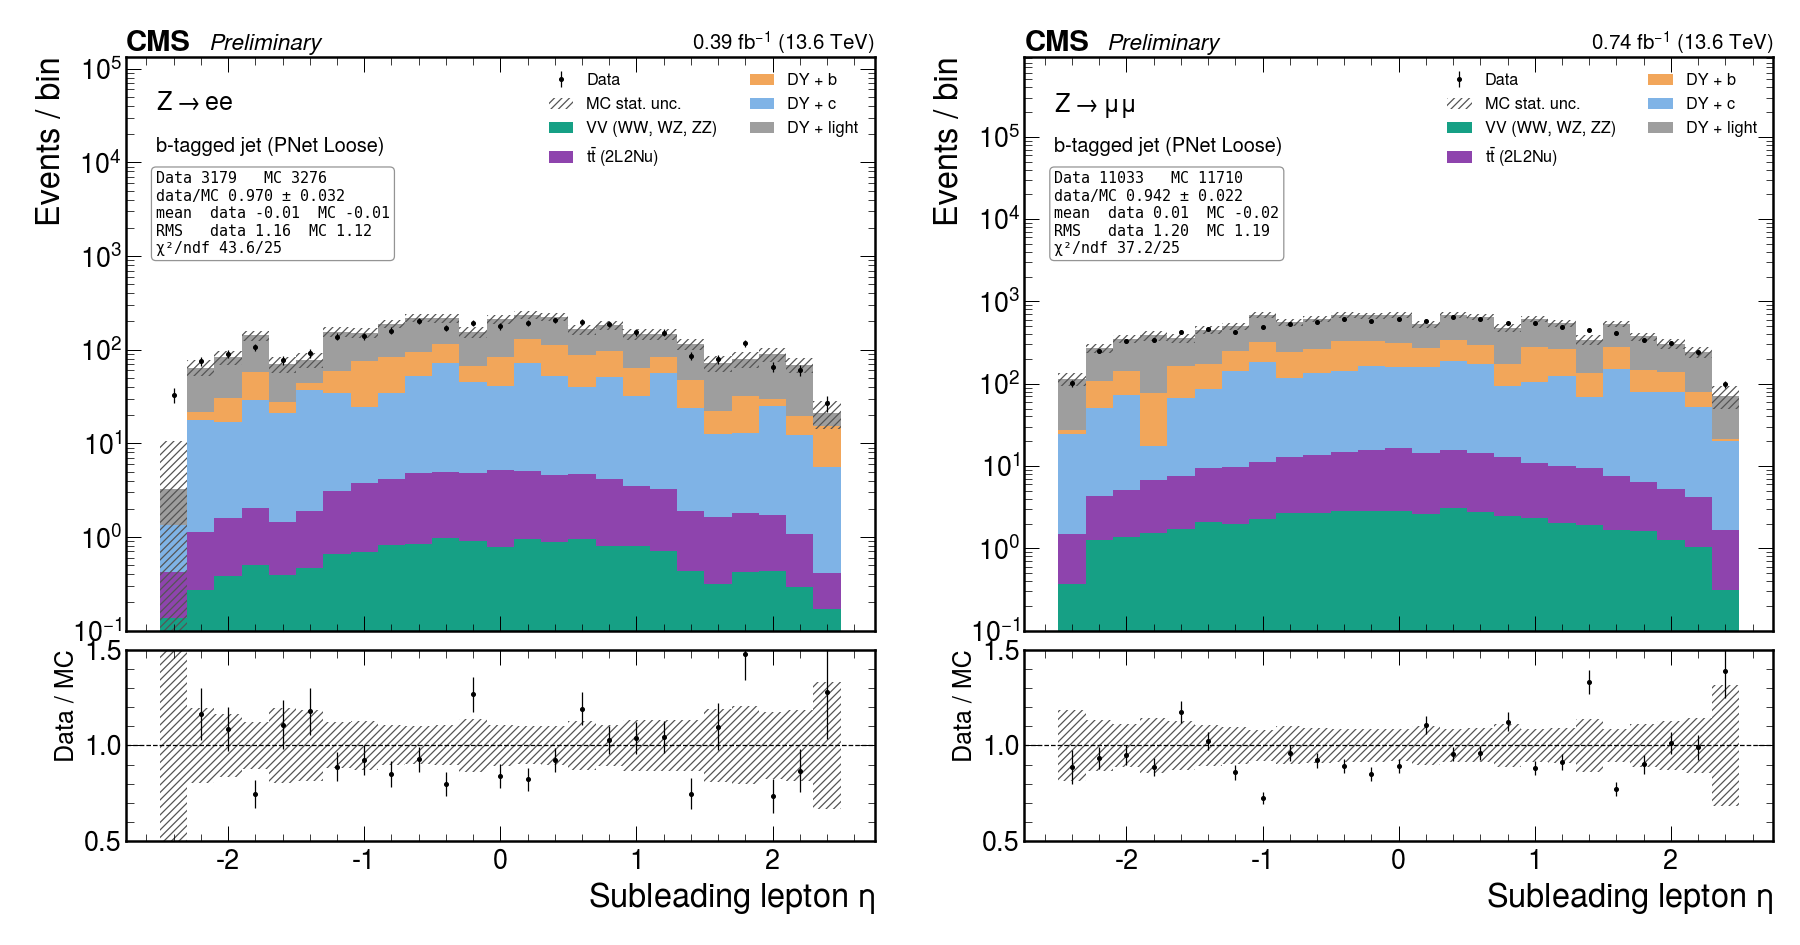 CMS Preliminary 0.39 fb⁻¹ (13.6 TeV)
Events / bin
10⁵
10⁴
10³
10²
10¹
10⁰
10⁻¹
Z→ee
b-tagged jet (PNet Loose)
Data 3179 MC 3276
data/MC 0.970 ± 0.032
mean data -0.01 MC -0.01
RMS data 1.16 MC 1.12
χ²/ndf 43.6/25
Data
MC stat. unc.
VV (WW, WZ, ZZ)
tt̄ (2L2Nu)
DY + b
DY + c
DY + light
Data / MC
1.5
1.0
0.5
-2 -1 0 1 2
Subleading lepton η
CMS Preliminary 0.74 fb⁻¹ (13.6 TeV)
Events / bin
10⁵
10⁴
10³
10²
10¹
10⁰
10⁻¹
Z→μμ
b-tagged jet (PNet Loose)
Data 11033 MC 11710
data/MC 0.942 ± 0.022
mean data 0.01 MC -0.02
RMS data 1.20 MC 1.19
χ²/ndf 37.2/25
Data
MC stat. unc.
VV (WW, WZ, ZZ)
tt̄ (2L2Nu)
DY + b
DY + c
DY + light
Data / MC
1.5
1.0
0.5
-2 -1 0 1 2
Subleading lepton η